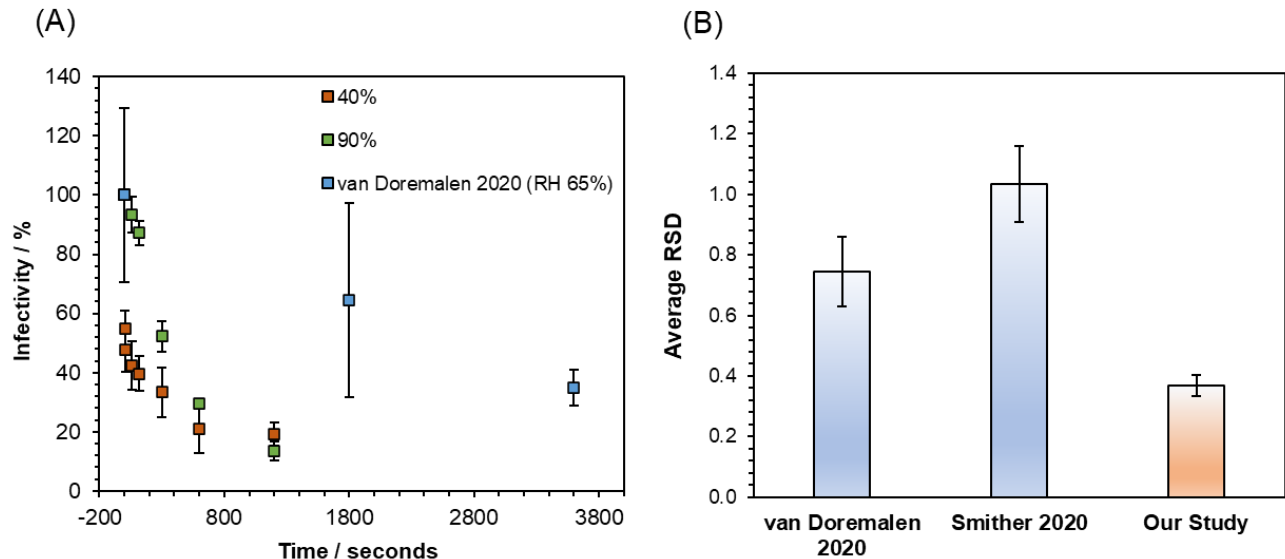 (A)
(B)
140
120
100
80
60
40
20
0
Infectivity / %
40%
90%
van Doremalen 2020 (RH 65%)
-200
800
1800
2800
3800
Time / seconds
1.4
1.2
1.0
0.8
0.6
0.4
0.2
0.0
Average RSD
van Doremalen
2020
Smither 2020
Our Study